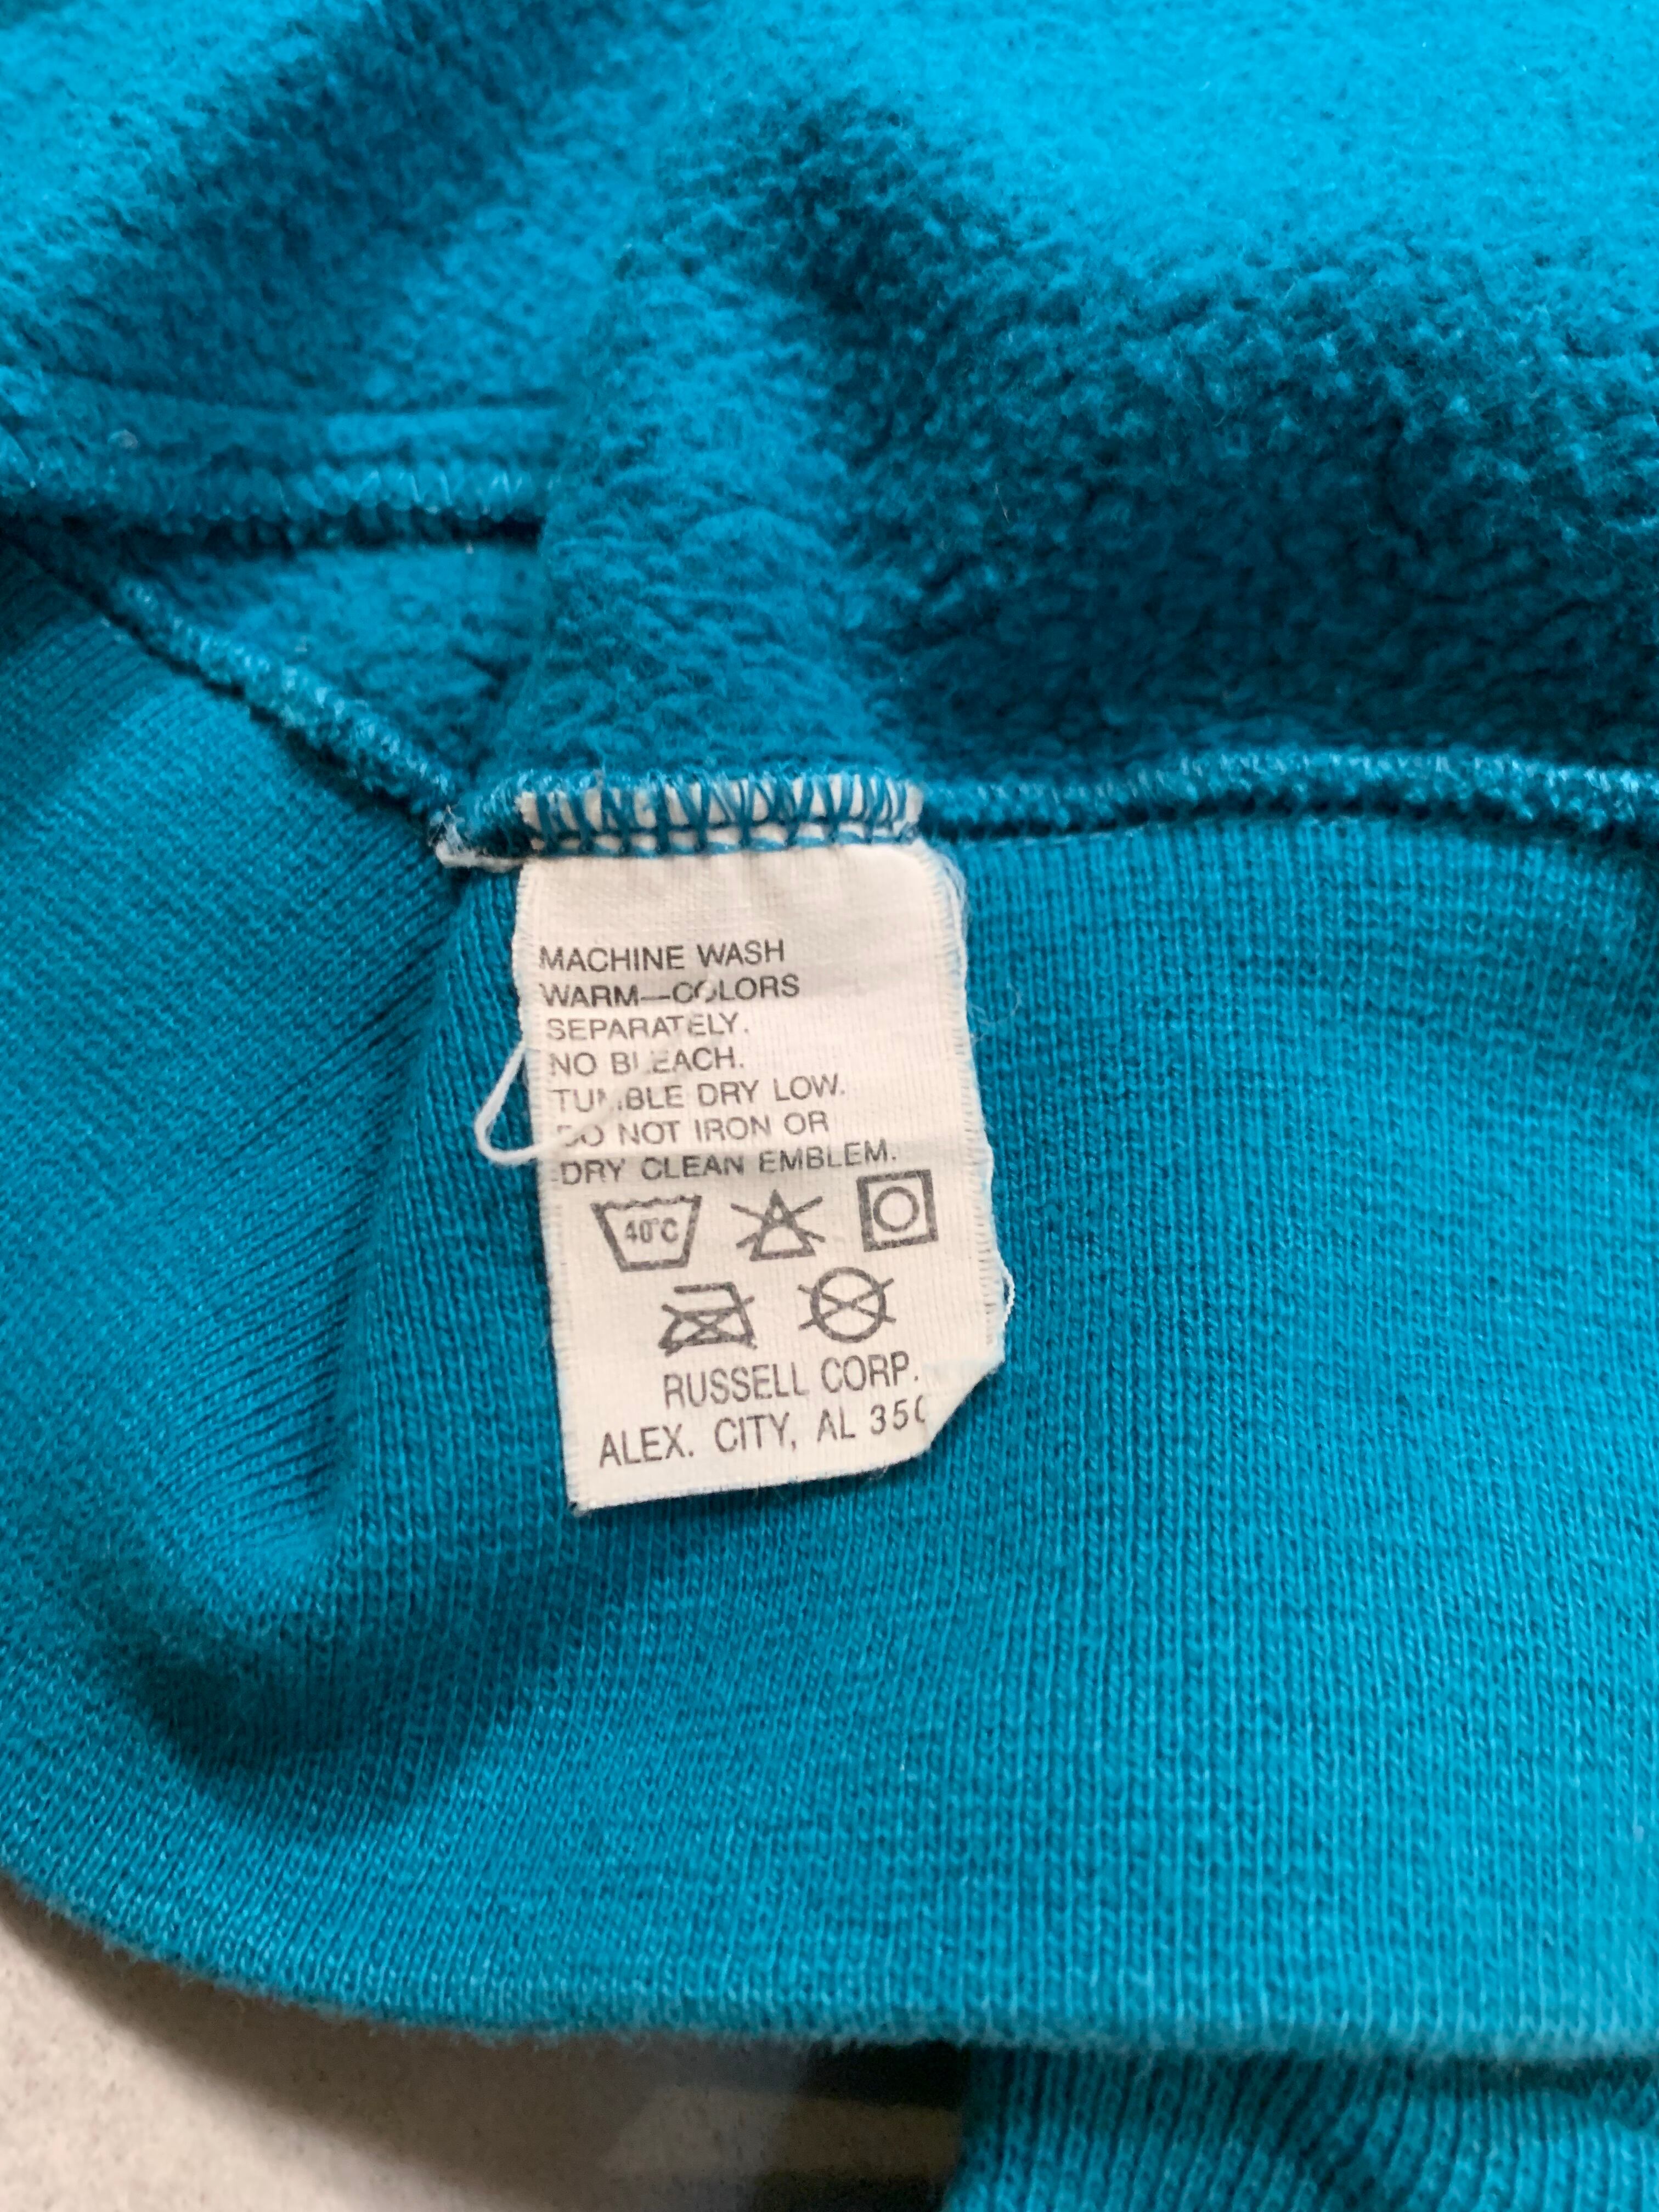 MACHINE WASH
WARM—COLORS
SEPARATELY.
NO BLEACH.
TUMBLE DRY LOW.
DO NOT IRON OR
DRY CLEAN EMBLEM.
40°C
RUSSELL CORP.
ALEX. CITY, AL 350